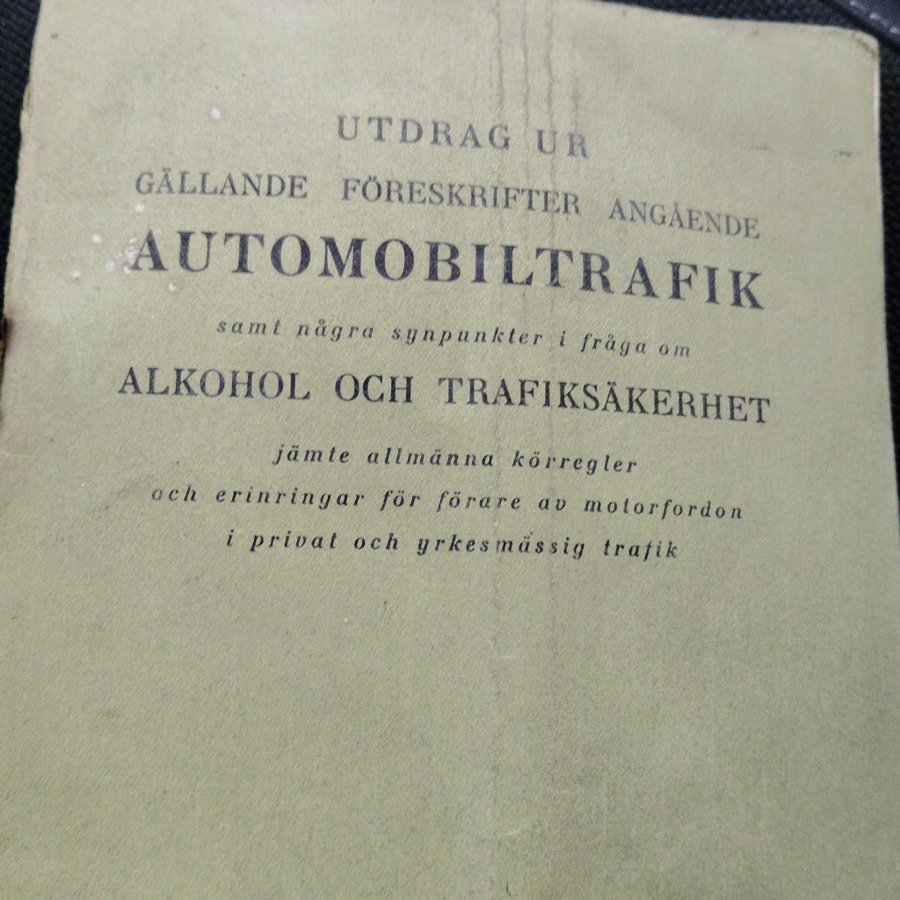 UTDRAG UR
GÄLLANDE FÖRESKRIFTER ANGÅENDE
AUTOMOBILTRAFIK
samt några synpunkter i fråga om
ALKOHOL OCH TRAFIKSÄKERHET
jämte allmänna körregler
och erinringar för förare av motorfordon
i privat och yrkesmässig trafik